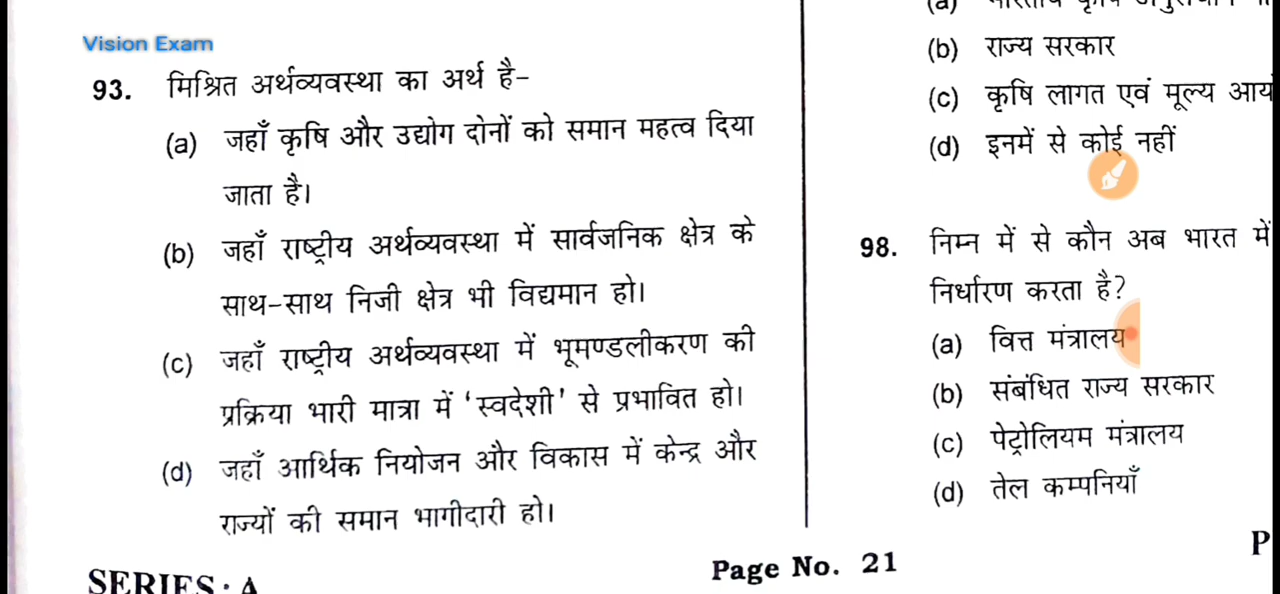 Vision Exam
93. मिश्रित अर्थव्यवस्था का अर्थ है-
(a) जहाँ कृषि और उद्योग दोनों को समान महत्व दिया
जाता है।
(b) जहाँ राष्ट्रीय अर्थव्यवस्था में सार्वजनिक क्षेत्र के
साथ-साथ निजी क्षेत्र भी विद्यमान हो।
(c) जहाँ राष्ट्रीय अर्थव्यवस्था में भूमण्डलीकरण की
प्रक्रिया भारी मात्रा में ‘स्वदेशी’ से प्रभावित हो।
(d) जहाँ आर्थिक नियोजन और विकास में केन्द्र और
राज्यों की समान भागीदारी हो।
SERIES : A
(b) राज्य सरकार
(c) कृषि लागत एवं मूल्य
(d) इनमें से कोई नहीं
98. निम्न में से कौन अब भारत में
निर्धारण करता है?
(a) वित्त मंत्रालय
(b) संबंधित राज्य सरकार
(c) पेट्रोलियम मंत्रालय
(d) तेल कम्पनियाँ
Page No. 21